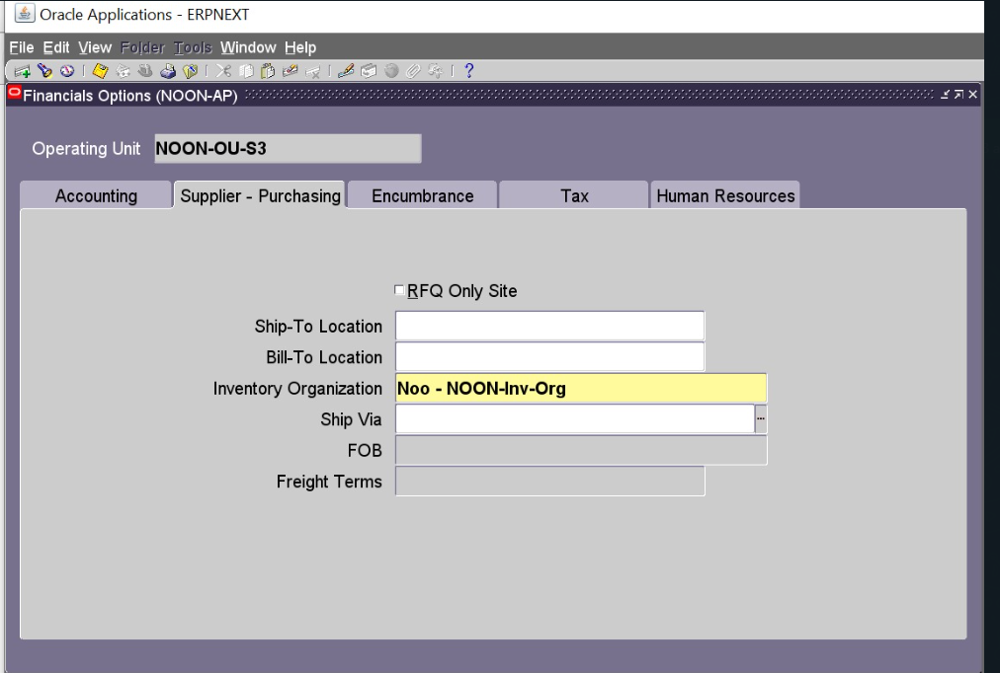 Oracle Applications - ERPNEXT
File Edit View Folder Tools Window Help
Financials Options (NOON-AP)
Operating Unit NOON-OU-S3
Accounting Supplier - Purchasing Encumbrance Tax Human Resources
RFQ Only Site
Ship-To Location
Bill-To Location
Inventory Organization Noo - NOON-Inv-Org
Ship Via ...
FOB
Freight Terms